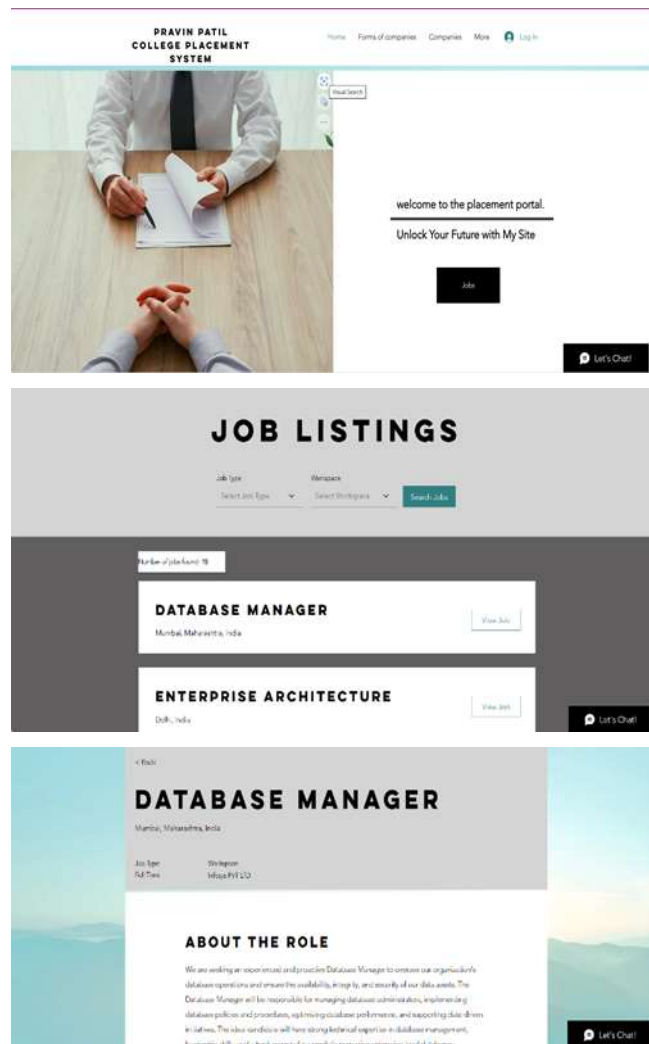 PRAVIN PATIL
COLLEGE PLACEMENT
SYSTEM
Home Forms of companies Companies More Log In
Visual Search
welcome to the placement portal.
Unlock Your Future with My Site
Jobs
Let's Chat!
JOB LISTINGS
Job Type Workspace
Select Job Type Select Workspace Search Jobs
Number of jobs found:
DATABASE MANAGER
Mumbai, Maharashtra, India
View Job
ENTERPRISE ARCHITECTURE
Delhi, India
View Job
Let's Chat!
< Back
DATABASE MANAGER
Mumbai, Maharashtra, India
Job Type Workspace
Full Time Infosys PVT LTD
ABOUT THE ROLE
We are seeking an experienced and proactive Database Manager to oversee our organization's
database operations and ensure the availability, integrity, and security of our data assets. The
Database Manager will be responsible for managing database administrators, implementing
database policies and procedures, optimizing database performance, and supporting data-driven
initiatives. The ideal candidate will have strong technical expertise in database management,
Let's Chat!